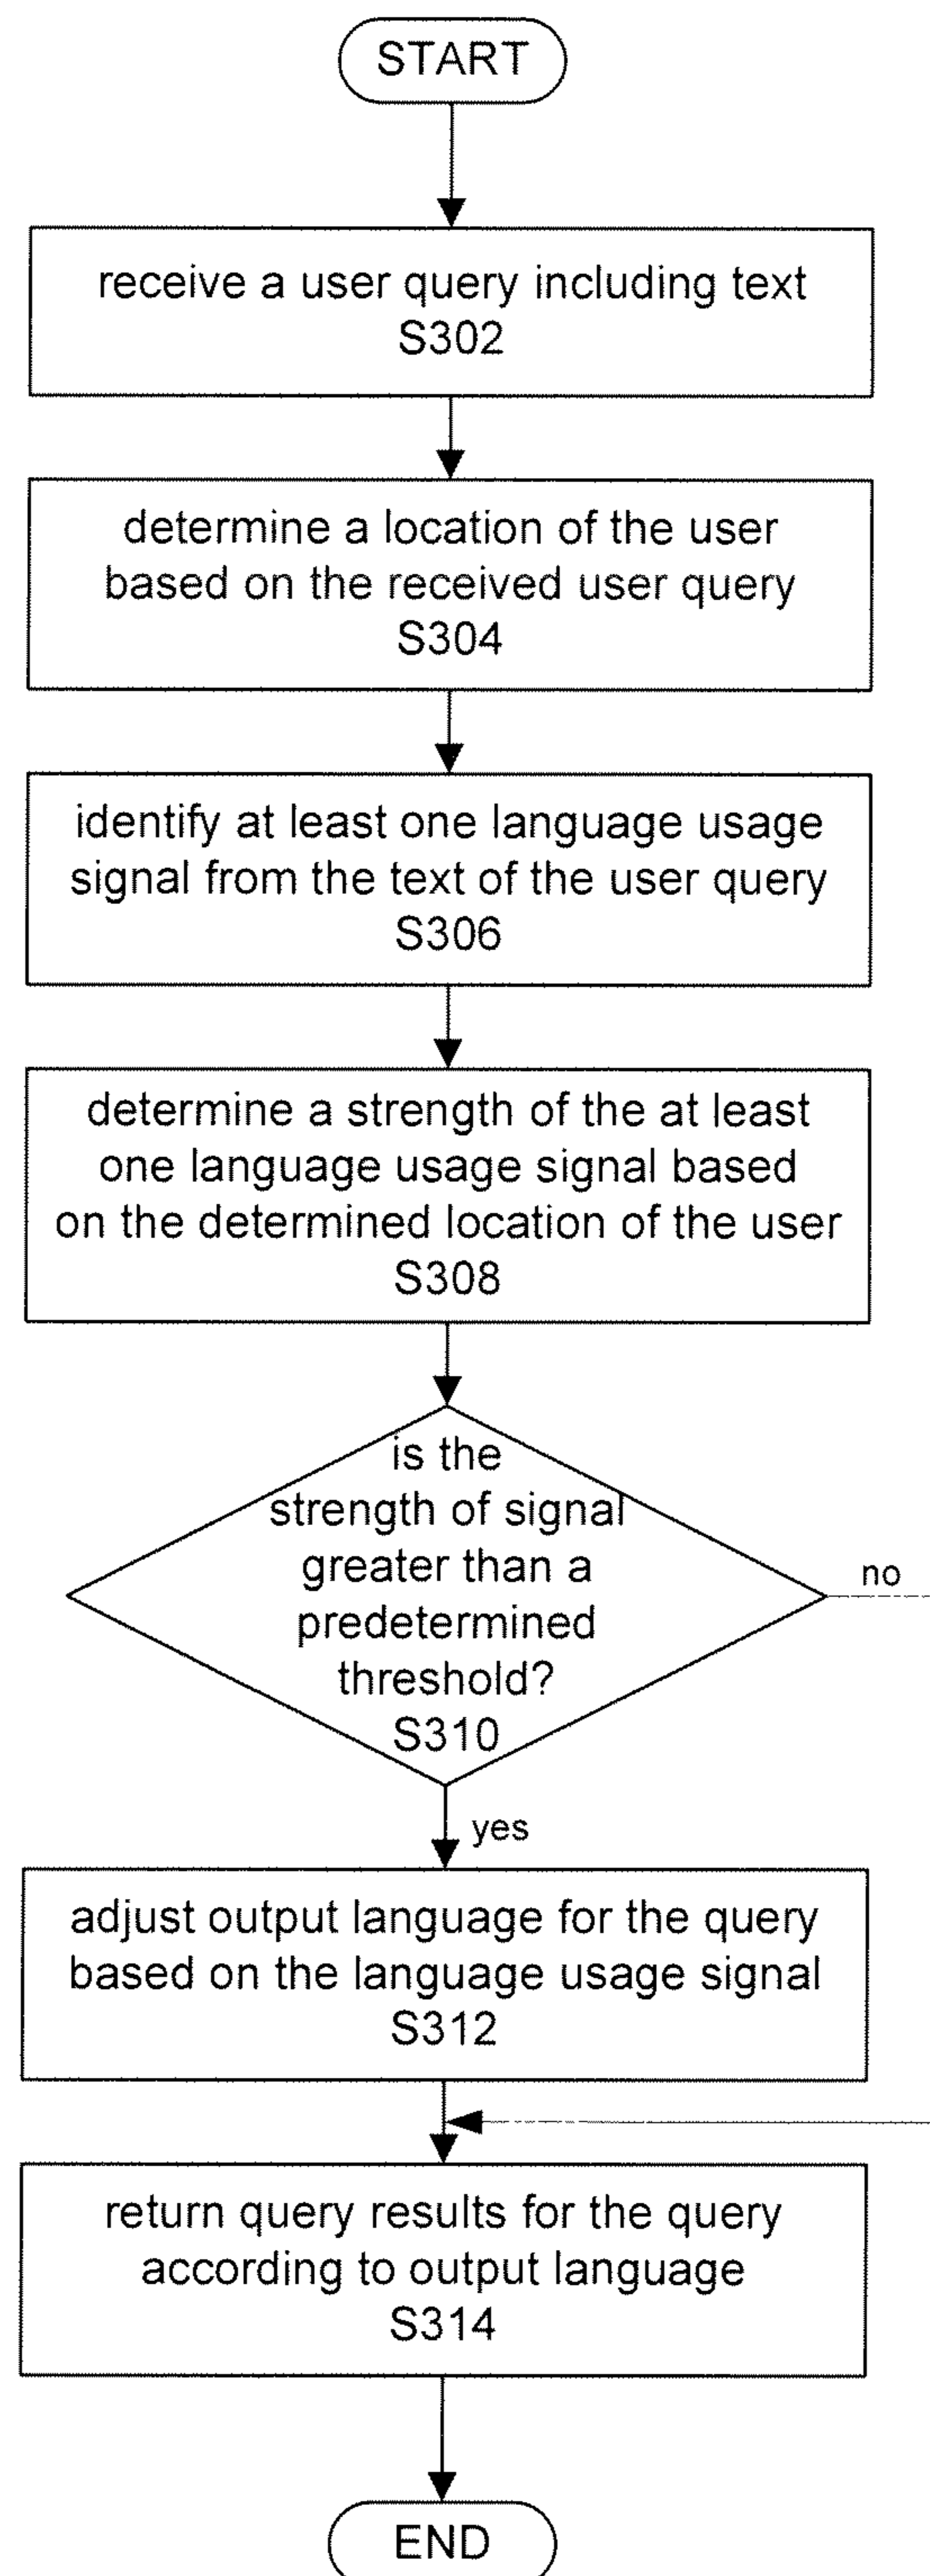 START
receive a user query including text
S302
determine a location of the user
based on the received user query
S304
identify at least one language usage
signal from the text of the user query
S306
determine a strength of the at least
one language usage signal based
on the determined location of the user
S308
is the
strength of signal
greater than a
predetermined
threshold?
S310
no
yes
adjust output language for the query
based on the language usage signal
S312
return query results for the query
according to output language
S314
END